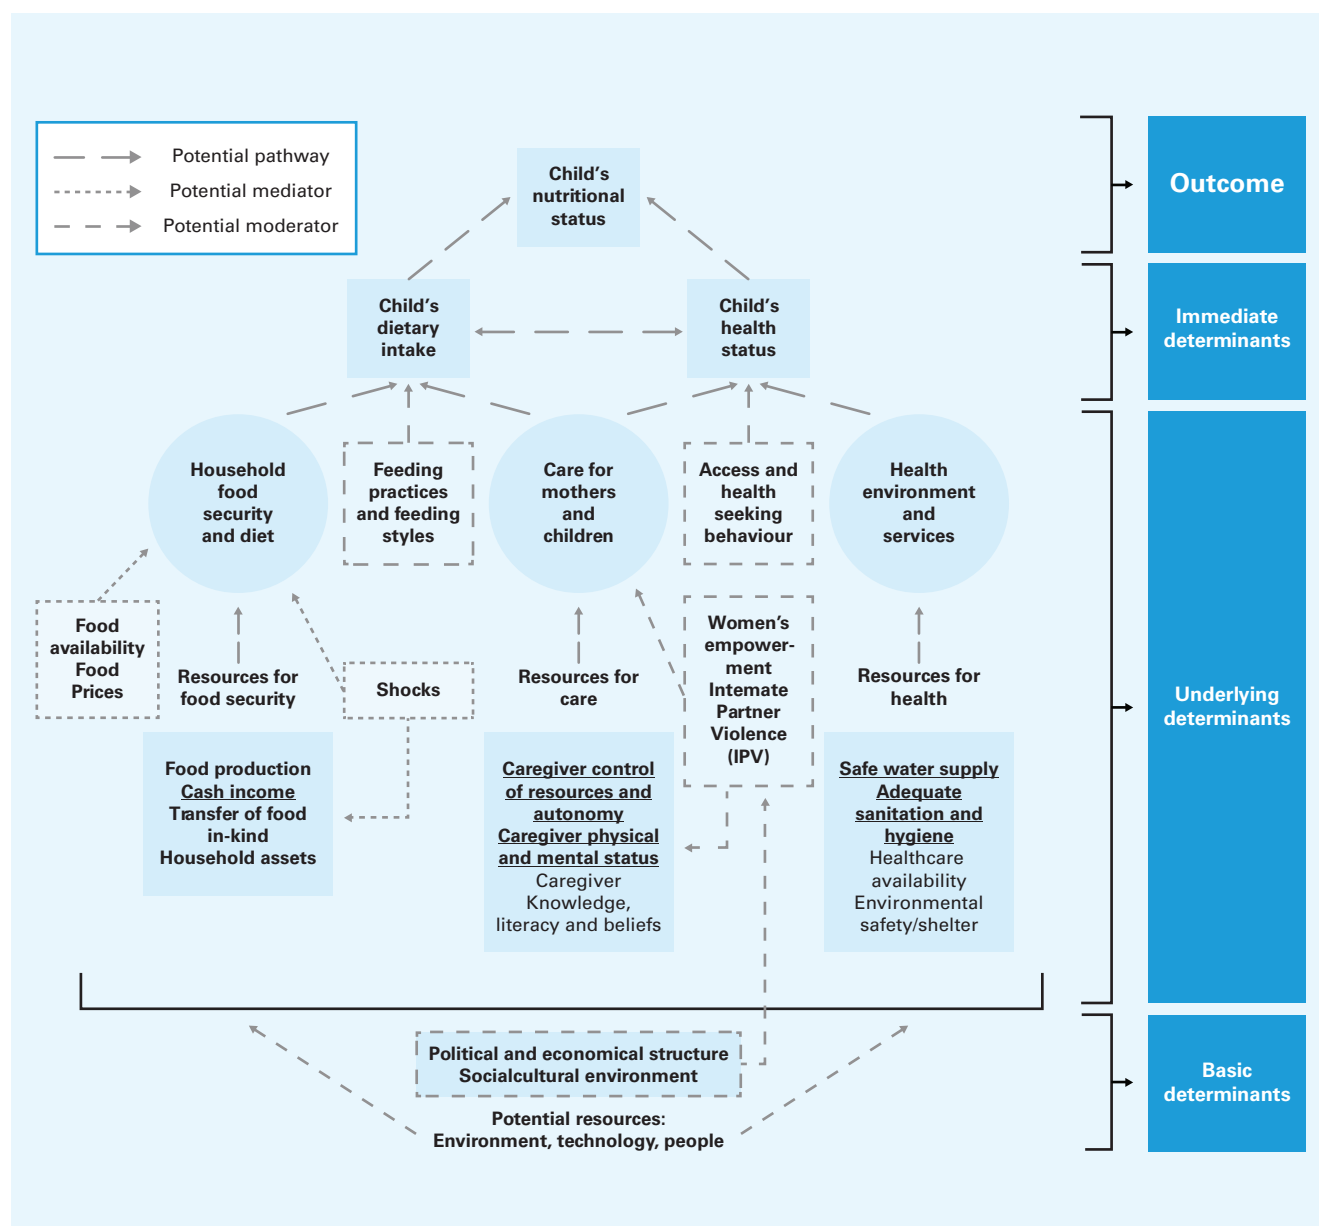 Potential pathway
Potential mediator
Potential moderator
Child's
nutritional
status
Outcome
Child's
dietary
intake
Child's
health
status
Immediate
determinants
Household
food
security
and diet
Feeding
practices
and feeding
styles
Care for
mothers
and
children
Access and
health
seeking
behaviour
Health
environment
and
services
Food
availability
Food
Prices
Resources for
food security
Shocks
Resources for
care
Women's
empower-
ment
Intemate
Partner
Violence
(IPV)
Resources for
health
Underlying
determinants
Food production
Cash income
Transfer of food
in-kind
Household assets
Caregiver control
of resources and
autonomy
Caregiver physical
and mental status
Caregiver
Knowledge,
literacy and beliefs
Safe water supply
Adequate
sanitation and
hygiene
Healthcare
availability
Environmental
safety/shelter
Political and economical structure
Socialcultural environment
Potential resources:
Environment, technology, people
Basic
determinants